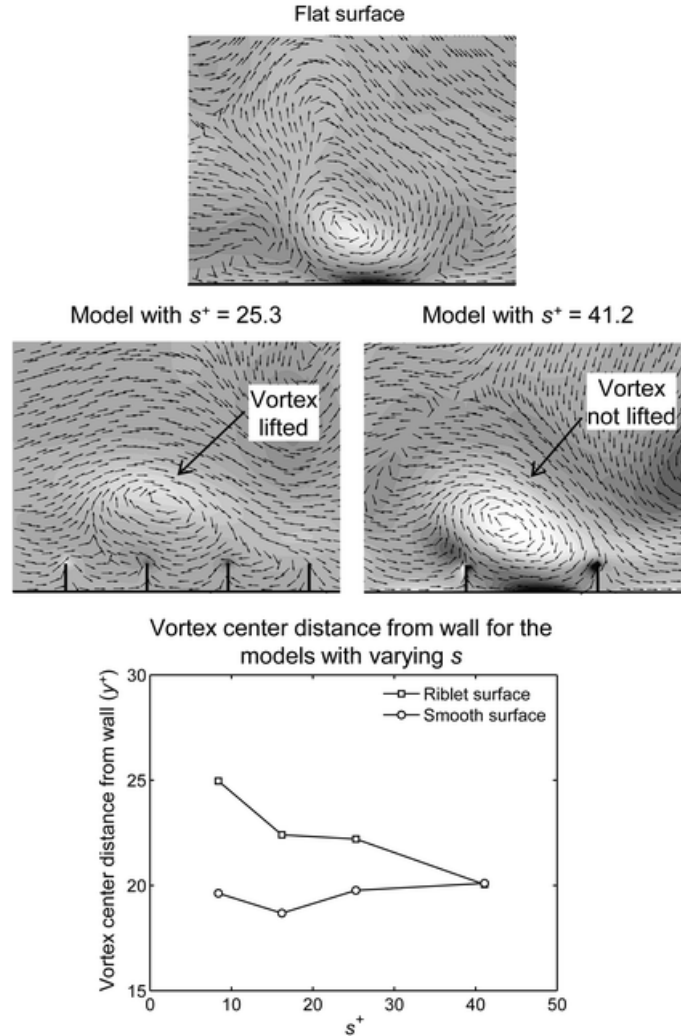 Flat surface
Model with s⁺ = 25.3
Model with s⁺ = 41.2
Vortex
lifted
Vortex
not lifted
Vortex center distance from wall for the
models with varying s
Vortex center distance from wall (y⁺)
30
25
20
15
Riblet surface
Smooth surface
0
10
20
30
40
50
s⁺